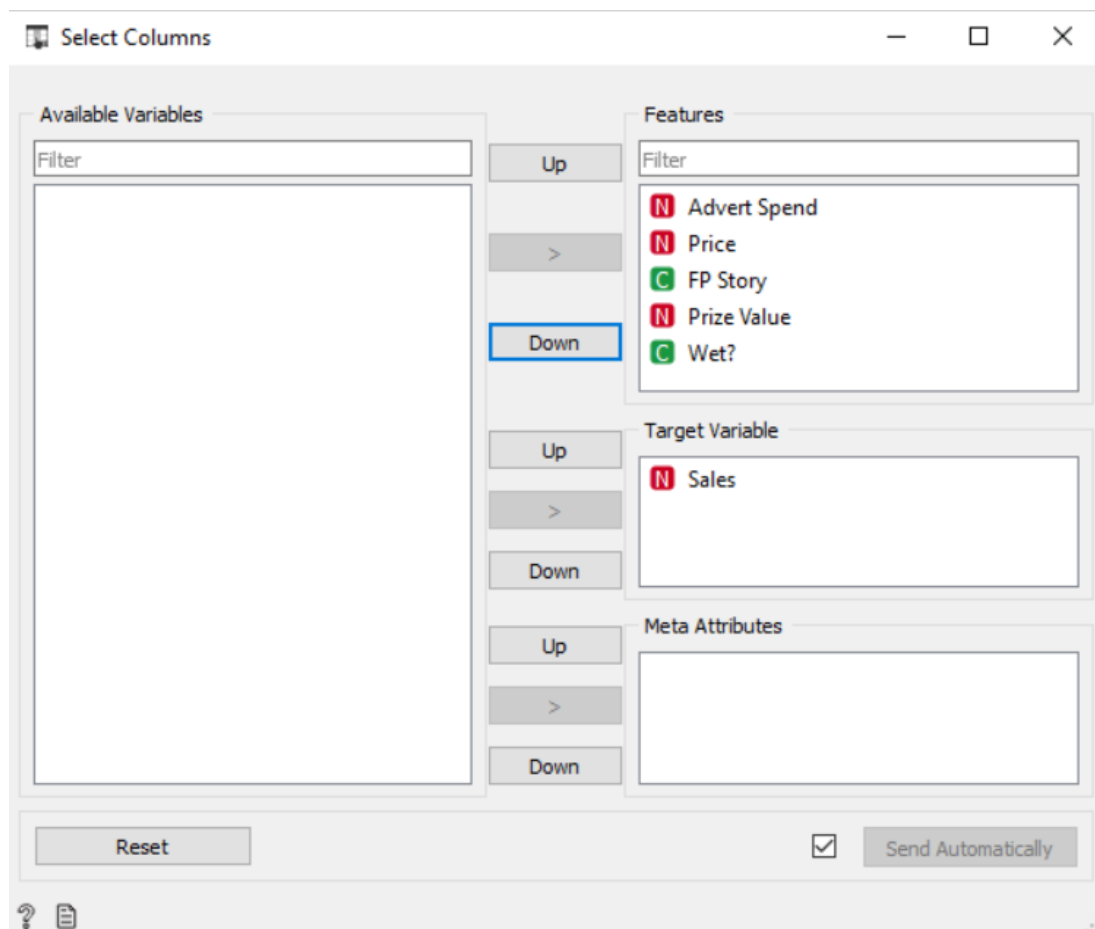 Select Columns
Available Variables
Filter
Up
>
Down
Features
Filter
N Advert Spend
N Price
C FP Story
N Prize Value
C Wet?
Up
>
Down
Target Variable
N Sales
Up
>
Down
Meta Attributes
Reset
Send Automatically
?